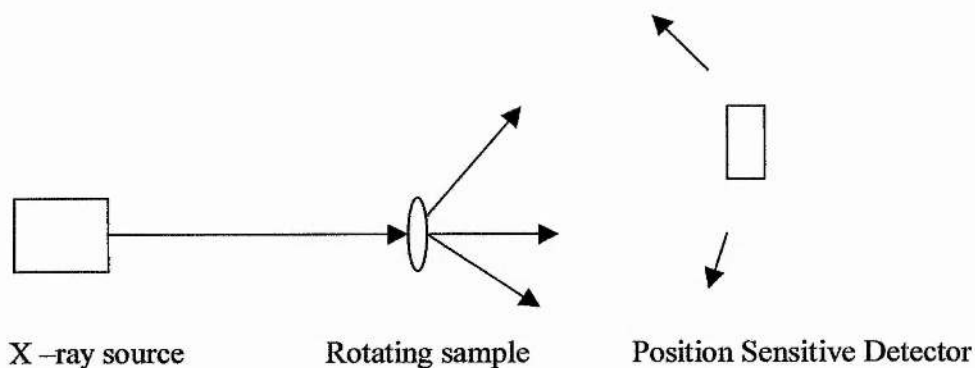 X –ray source
Rotating sample
Position Sensitive Detector